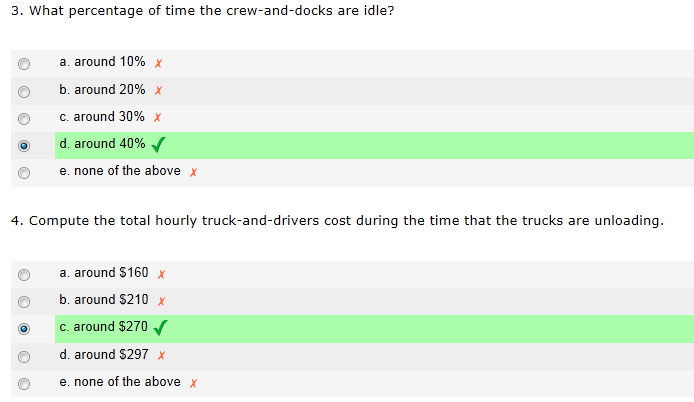 3. What percentage of time the crew-and-docks are idle?
a. around 10% ✗
b. around 20% ✗
c. around 30% ✗
d. around 40% ✓
e. none of the above ✗
4. Compute the total hourly truck-and-drivers cost during the time that the trucks are unloading.
a. around $160 ✗
b. around $210 ✗
c. around $270 ✓
d. around $297 ✗
e. none of the above ✗